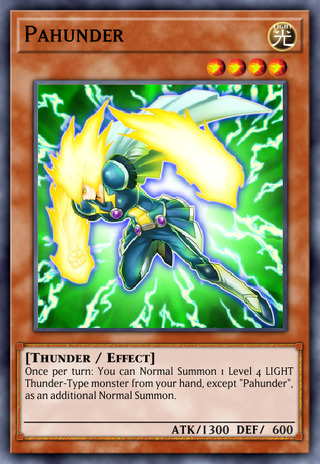 Pahunder
LIGHT
光
[Thunder / Effect]
Once per turn: You can Normal Summon 1 Level 4 LIGHT
Thunder-Type monster from your hand, except "Pahunder",
as an additional Normal Summon.
ATK/1300 DEF/ 600